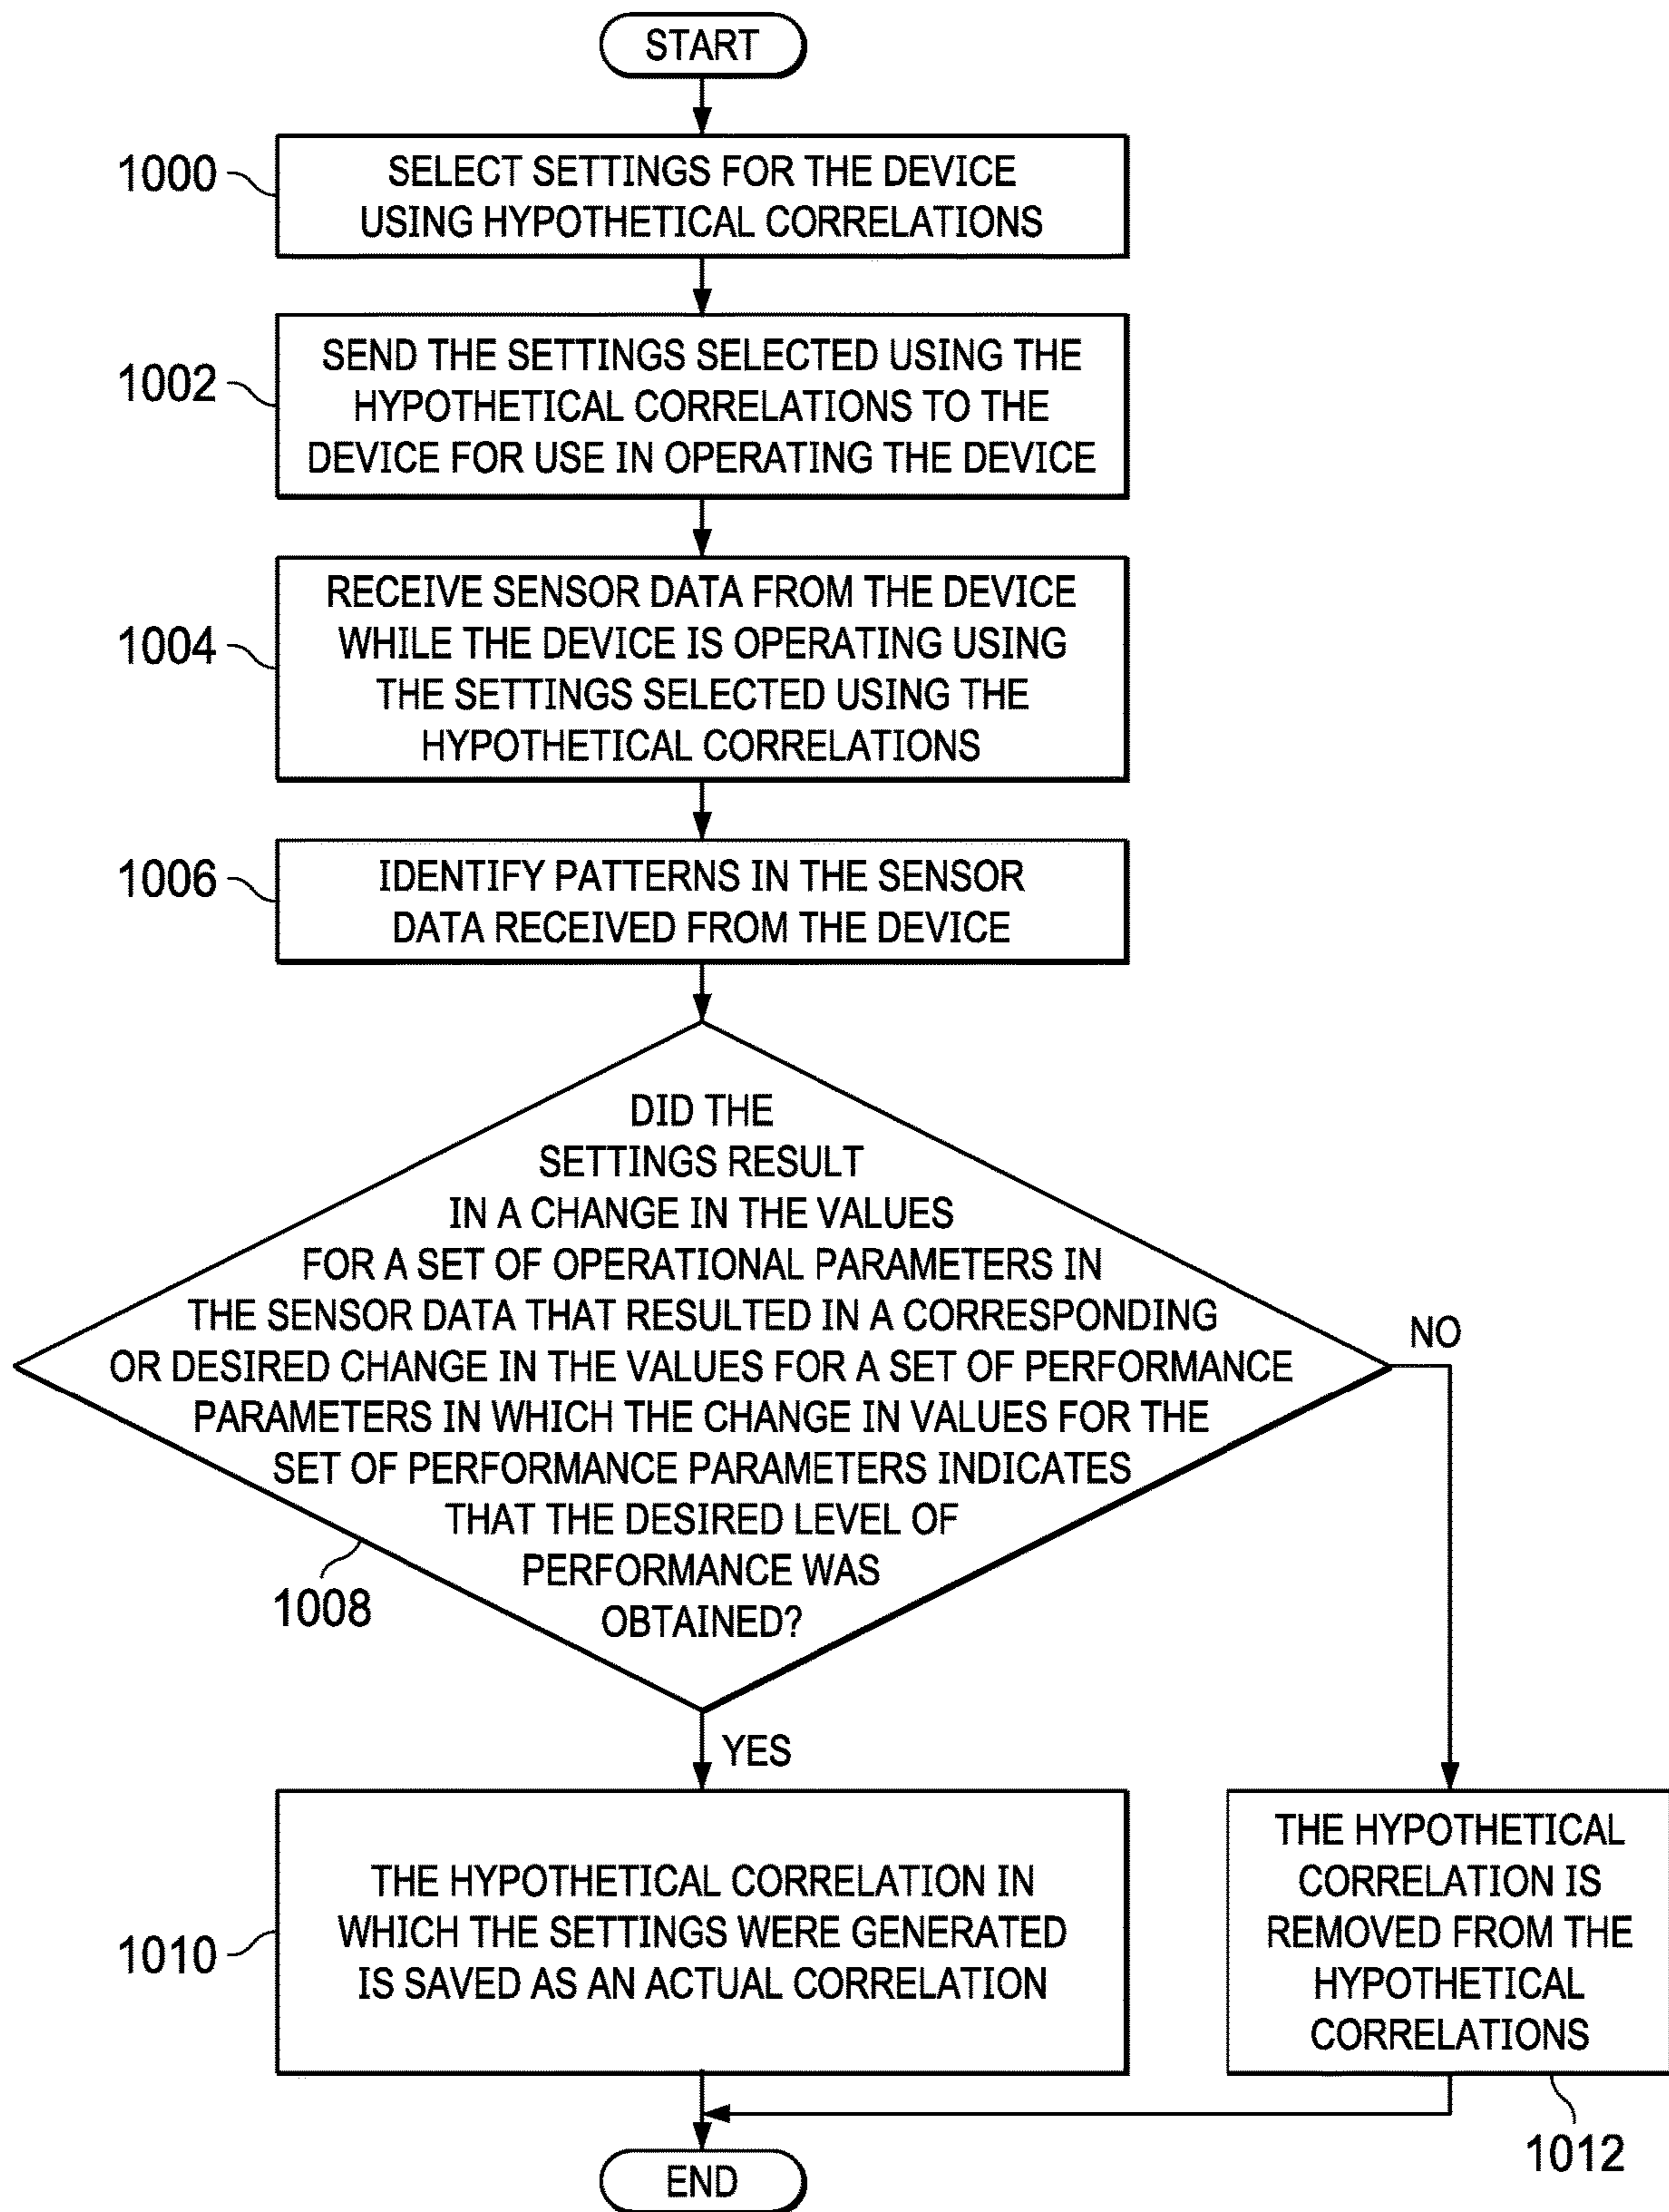 START
1000
SELECT SETTINGS FOR THE DEVICE
USING HYPOTHETICAL CORRELATIONS
1002
SEND THE SETTINGS SELECTED USING THE
HYPOTHETICAL CORRELATIONS TO THE
DEVICE FOR USE IN OPERATING THE DEVICE
1004
RECEIVE SENSOR DATA FROM THE DEVICE
WHILE THE DEVICE IS OPERATING USING
THE SETTINGS SELECTED USING THE
HYPOTHETICAL CORRELATIONS
1006
IDENTIFY PATTERNS IN THE SENSOR
DATA RECEIVED FROM THE DEVICE
DID THE
SETTINGS RESULT
IN A CHANGE IN THE VALUES
FOR A SET OF OPERATIONAL PARAMETERS IN
THE SENSOR DATA THAT RESULTED IN A CORRESPONDING
OR DESIRED CHANGE IN THE VALUES FOR A SET OF PERFORMANCE
PARAMETERS IN WHICH THE CHANGE IN VALUES FOR THE
SET OF PERFORMANCE PARAMETERS INDICATES
THAT THE DESIRED LEVEL OF
PERFORMANCE WAS
OBTAINED?
1008
NO
YES
1010
THE HYPOTHETICAL CORRELATION IN
WHICH THE SETTINGS WERE GENERATED
IS SAVED AS AN ACTUAL CORRELATION
THE HYPOTHETICAL
CORRELATION IS
REMOVED FROM THE
HYPOTHETICAL
CORRELATIONS
1012
END